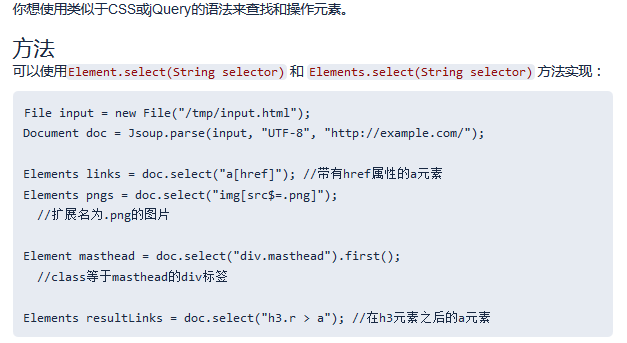 你想使用类似于CSS或jQuery的语法来查找和操作元素。
方法
可以使用Element.select(String selector) 和 Elements.select(String selector) 方法实现：
File input = new File("/tmp/input.html");
Document doc = Jsoup.parse(input, "UTF-8", "http://example.com/");
Elements links = doc.select("a[href]"); //带有href属性的a元素
Elements pngs = doc.select("img[src$=.png]");
//扩展名为.png的图片
Element masthead = doc.select("div.masthead").first();
//class等于masthead的div标签
Elements resultLinks = doc.select("h3.r > a"); //在h3元素之后的a元素